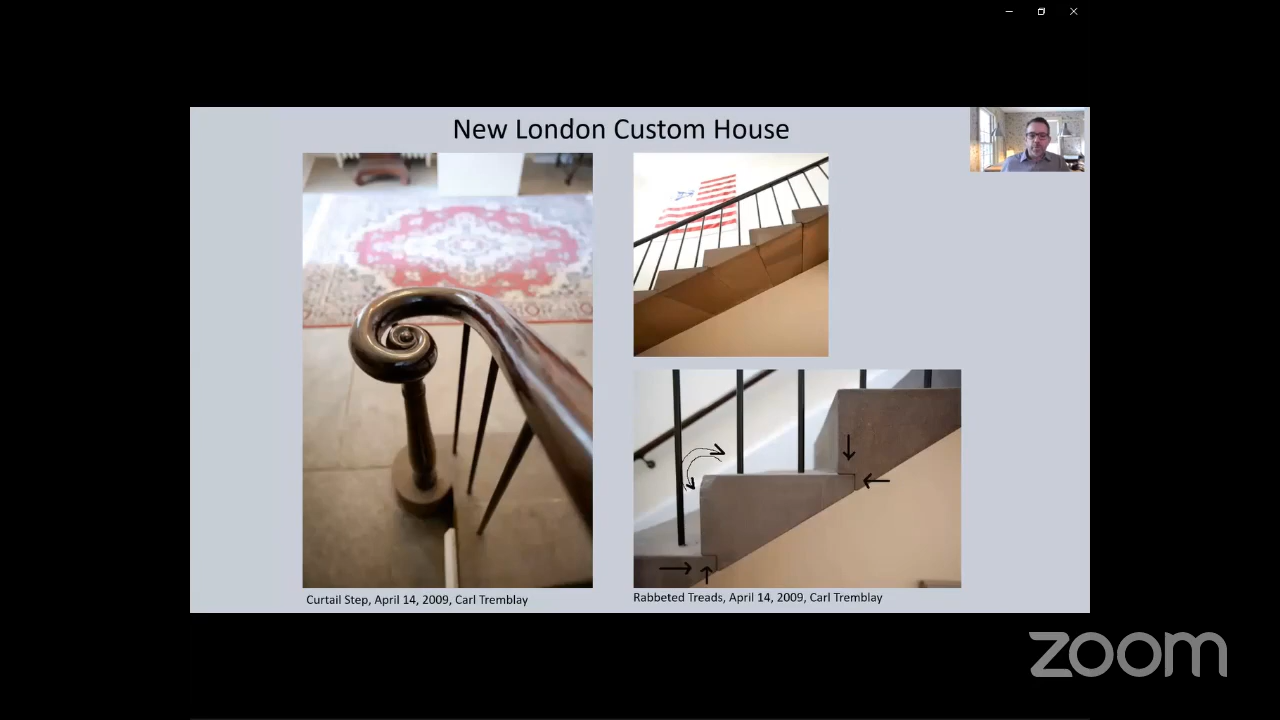 New London Custom House
Curtail Step, April 14, 2009, Carl Tremblay
Rabbeted Treads, April 14, 2009, Carl Tremblay
zoom